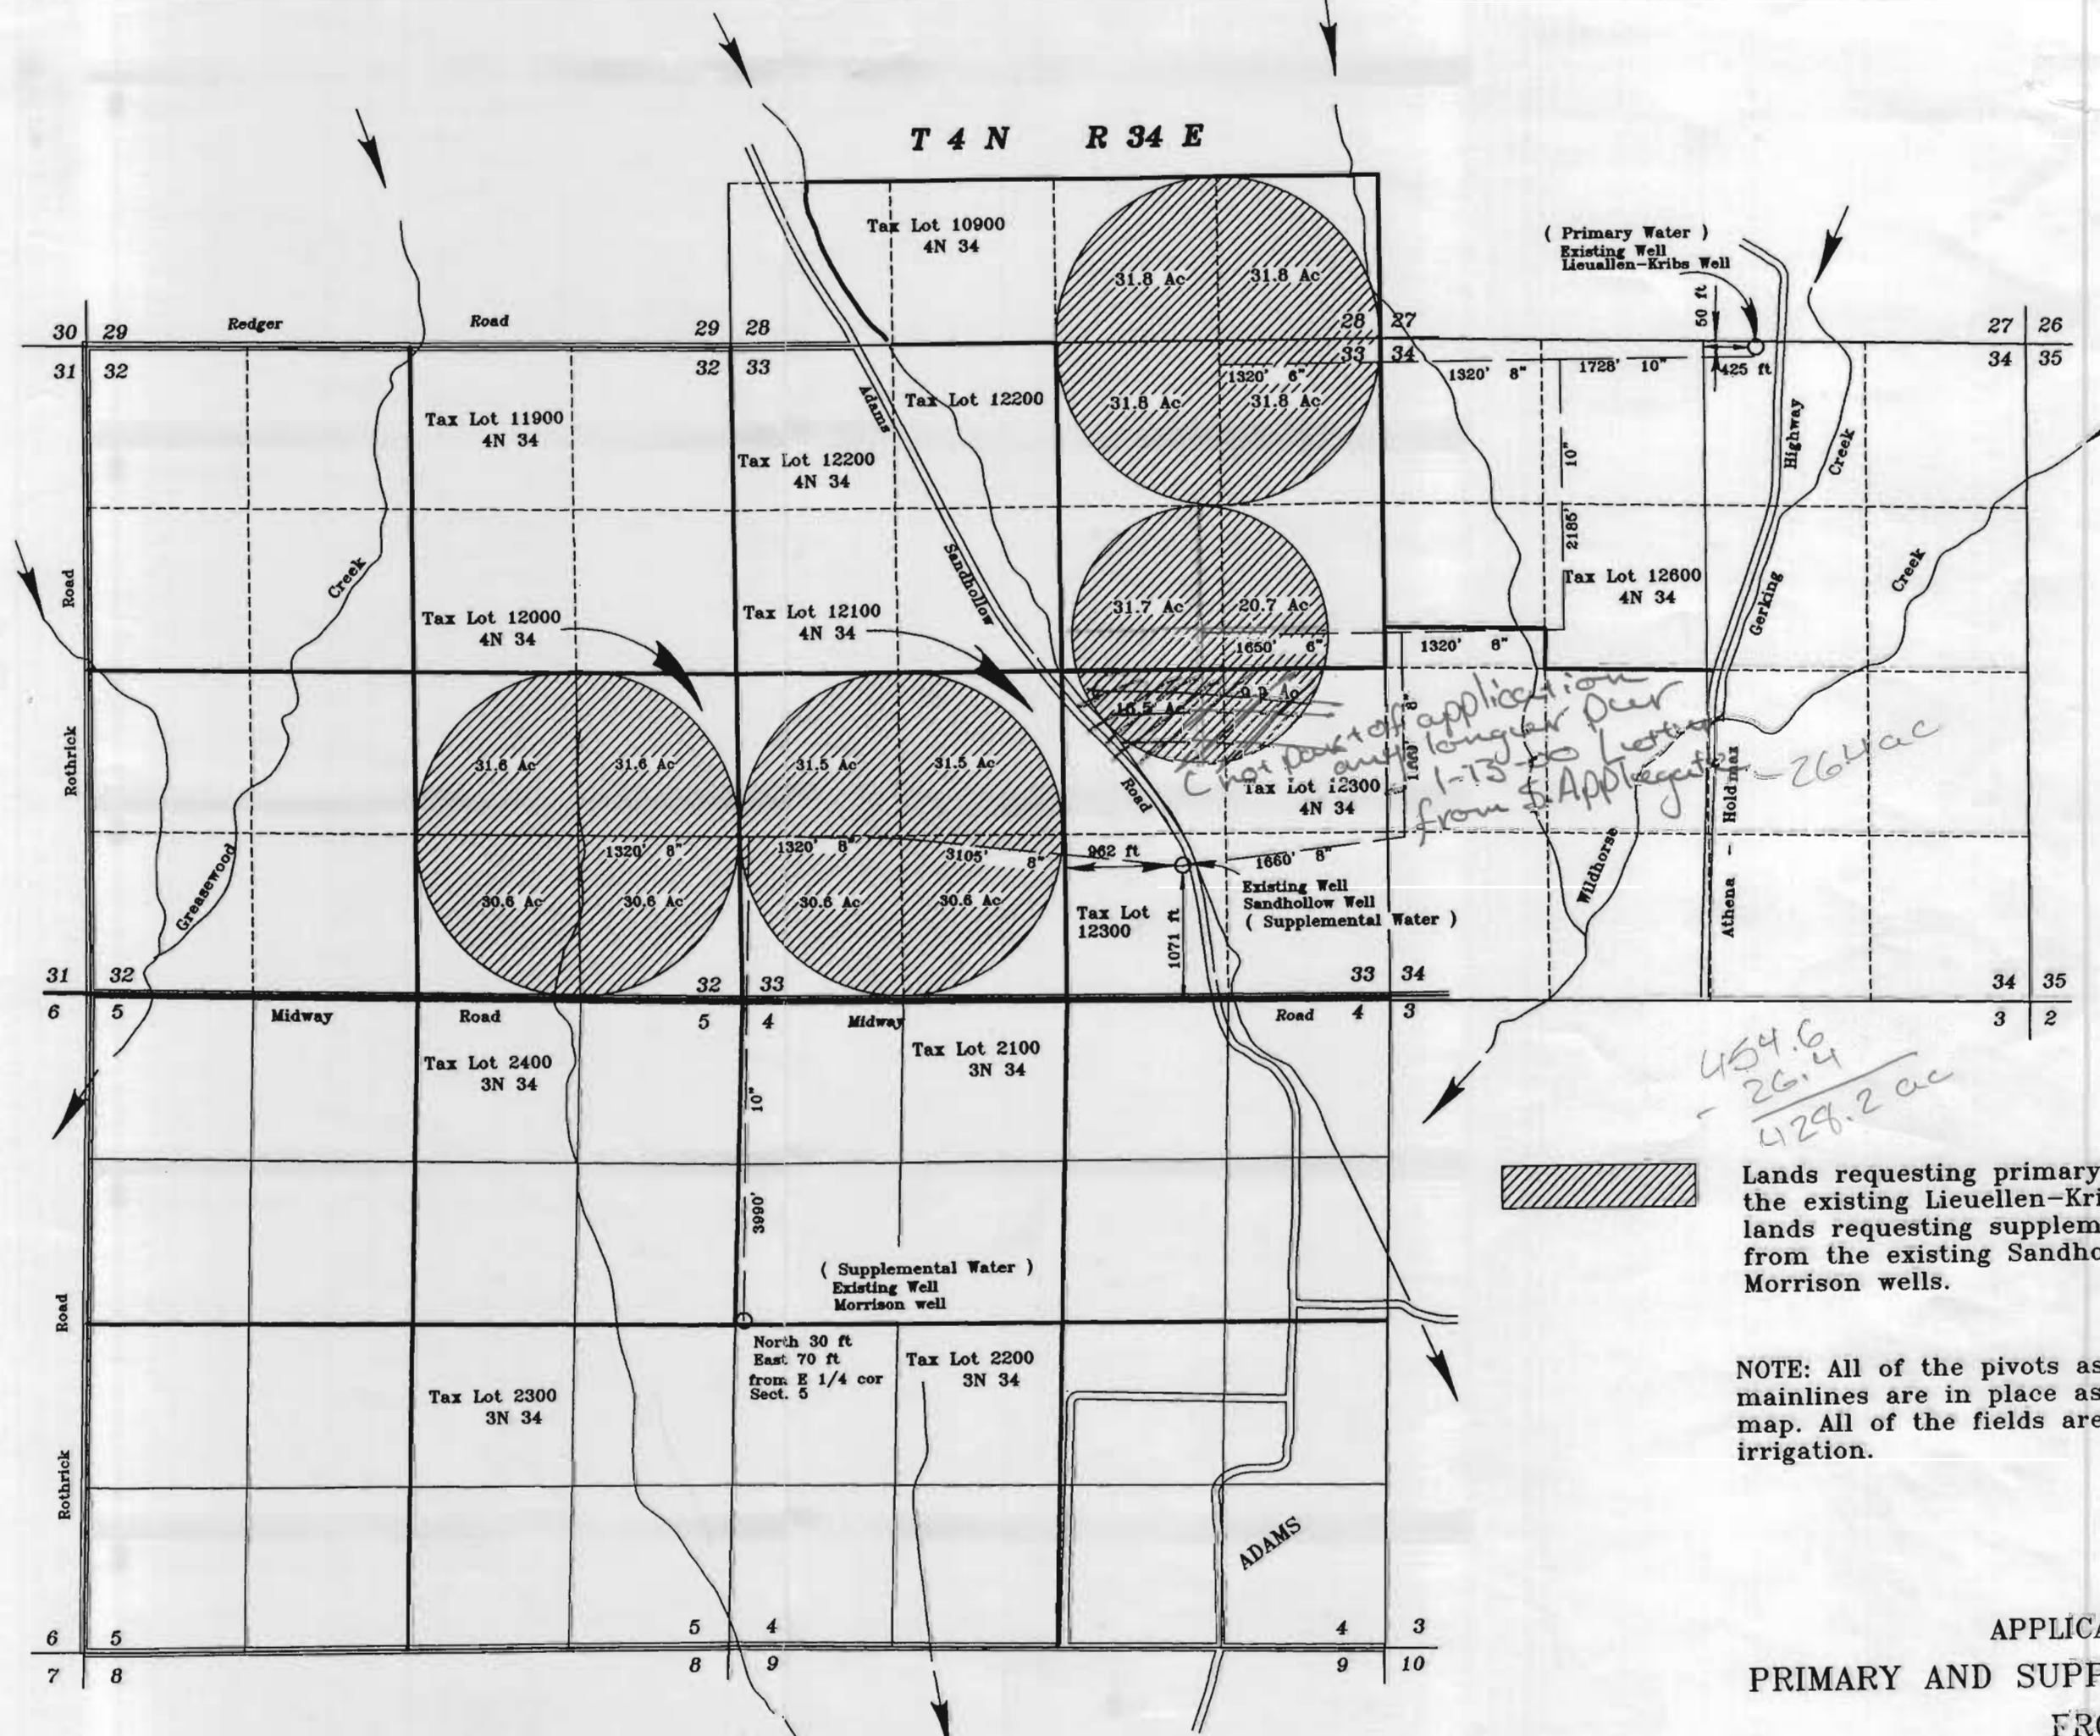 T 4 N R 34 E
Tax Lot 10900
4N 34
( Primary Water )
Existing Well
Lieuallen-Kribs Well
31.8 Ac 31.8 Ac
50 ft
30 29 Redger Road 29 28 28 27 27 26
31 32 32 33 33 34 34 35
1320' 6" 1320' 8" 1728' 10" 425 ft
31.8 Ac 31.8 Ac
Tax Lot 11900
4N 34
Adams
Tax Lot 12200
Tax Lot 12200
4N 34
10"
2185'
Highway
Creek
Sandhollow
Creek
Road
Tax Lot 12600
4N 34
Gerking
Creek
Tax Lot 12000
4N 34
Tax Lot 12100
4N 34
31.7 Ac 20.7 Ac
1650' 6"
1320' 8"
9.9 Ac
16.5 Ac
8"
1660'
(not part of application
any longer per
1-13-00 letter
from S. Applegate -26.4 ac
Rothrick
31.6 Ac 31.6 Ac 31.5 Ac 31.5 Ac
Road
Tax Lot 12300
4N 34
Athena - Holdmax
Wildhorse
Greasewood
1320' 8" 1320' 8" 3105' 8" 962 ft 1660' 8"
30.6 Ac 30.6 Ac 30.6 Ac 30.6 Ac
Existing Well
Sandhollow Well
( Supplemental Water )
Tax Lot
12300
1071 ft
31 32 32 33 33 34 34 35
6 5 Midway Road 5 4 Midway Road 4 3 3 2
Tax Lot 2400
3N 34
Tax Lot 2100
3N 34
10"
3990'
454.6
- 26.4
428.2 ac
Lands requesting primary
the existing Lieuellen-Kri
lands requesting supplem
from the existing Sandho
Morrison wells.
( Supplemental Water )
Existing Well
Morrison well
Road
North 30 ft
East 70 ft
from E 1/4 cor
Sect. 5
Tax Lot 2200
3N 34
Tax Lot 2300
3N 34
NOTE: All of the pivots as
mainlines are in place as
map. All of the fields are
irrigation.
Rothrick
ADAMS
6 5 5 4 4 3
7 8 8 9 9 10
APPLICA
PRIMARY AND SUPP
FRO